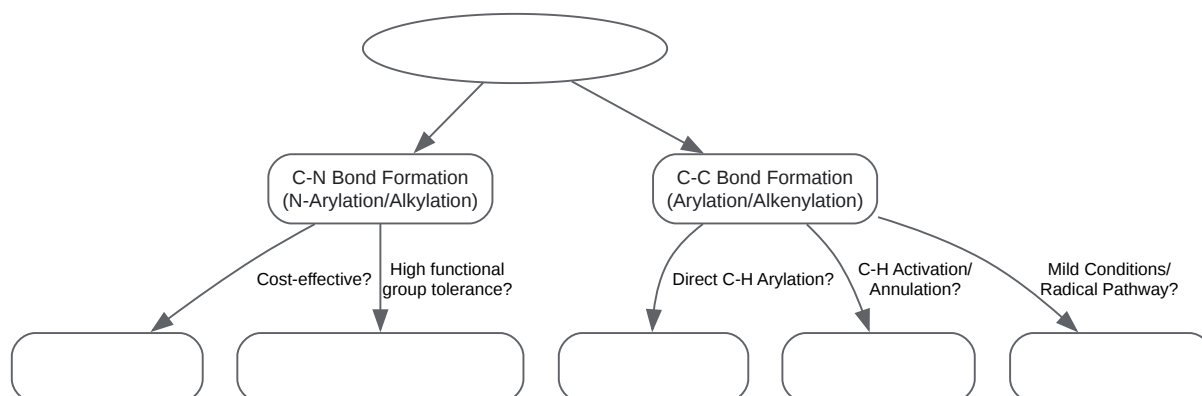 C-N Bond Formation
(N-Arylation/Alkylation)
C-C Bond Formation
(Arylation/Alkenylation)
Cost-effective?
High functional
group tolerance?
Direct C-H Arylation?
C-H Activation/
Annulation?
Mild Conditions/
Radical Pathway?